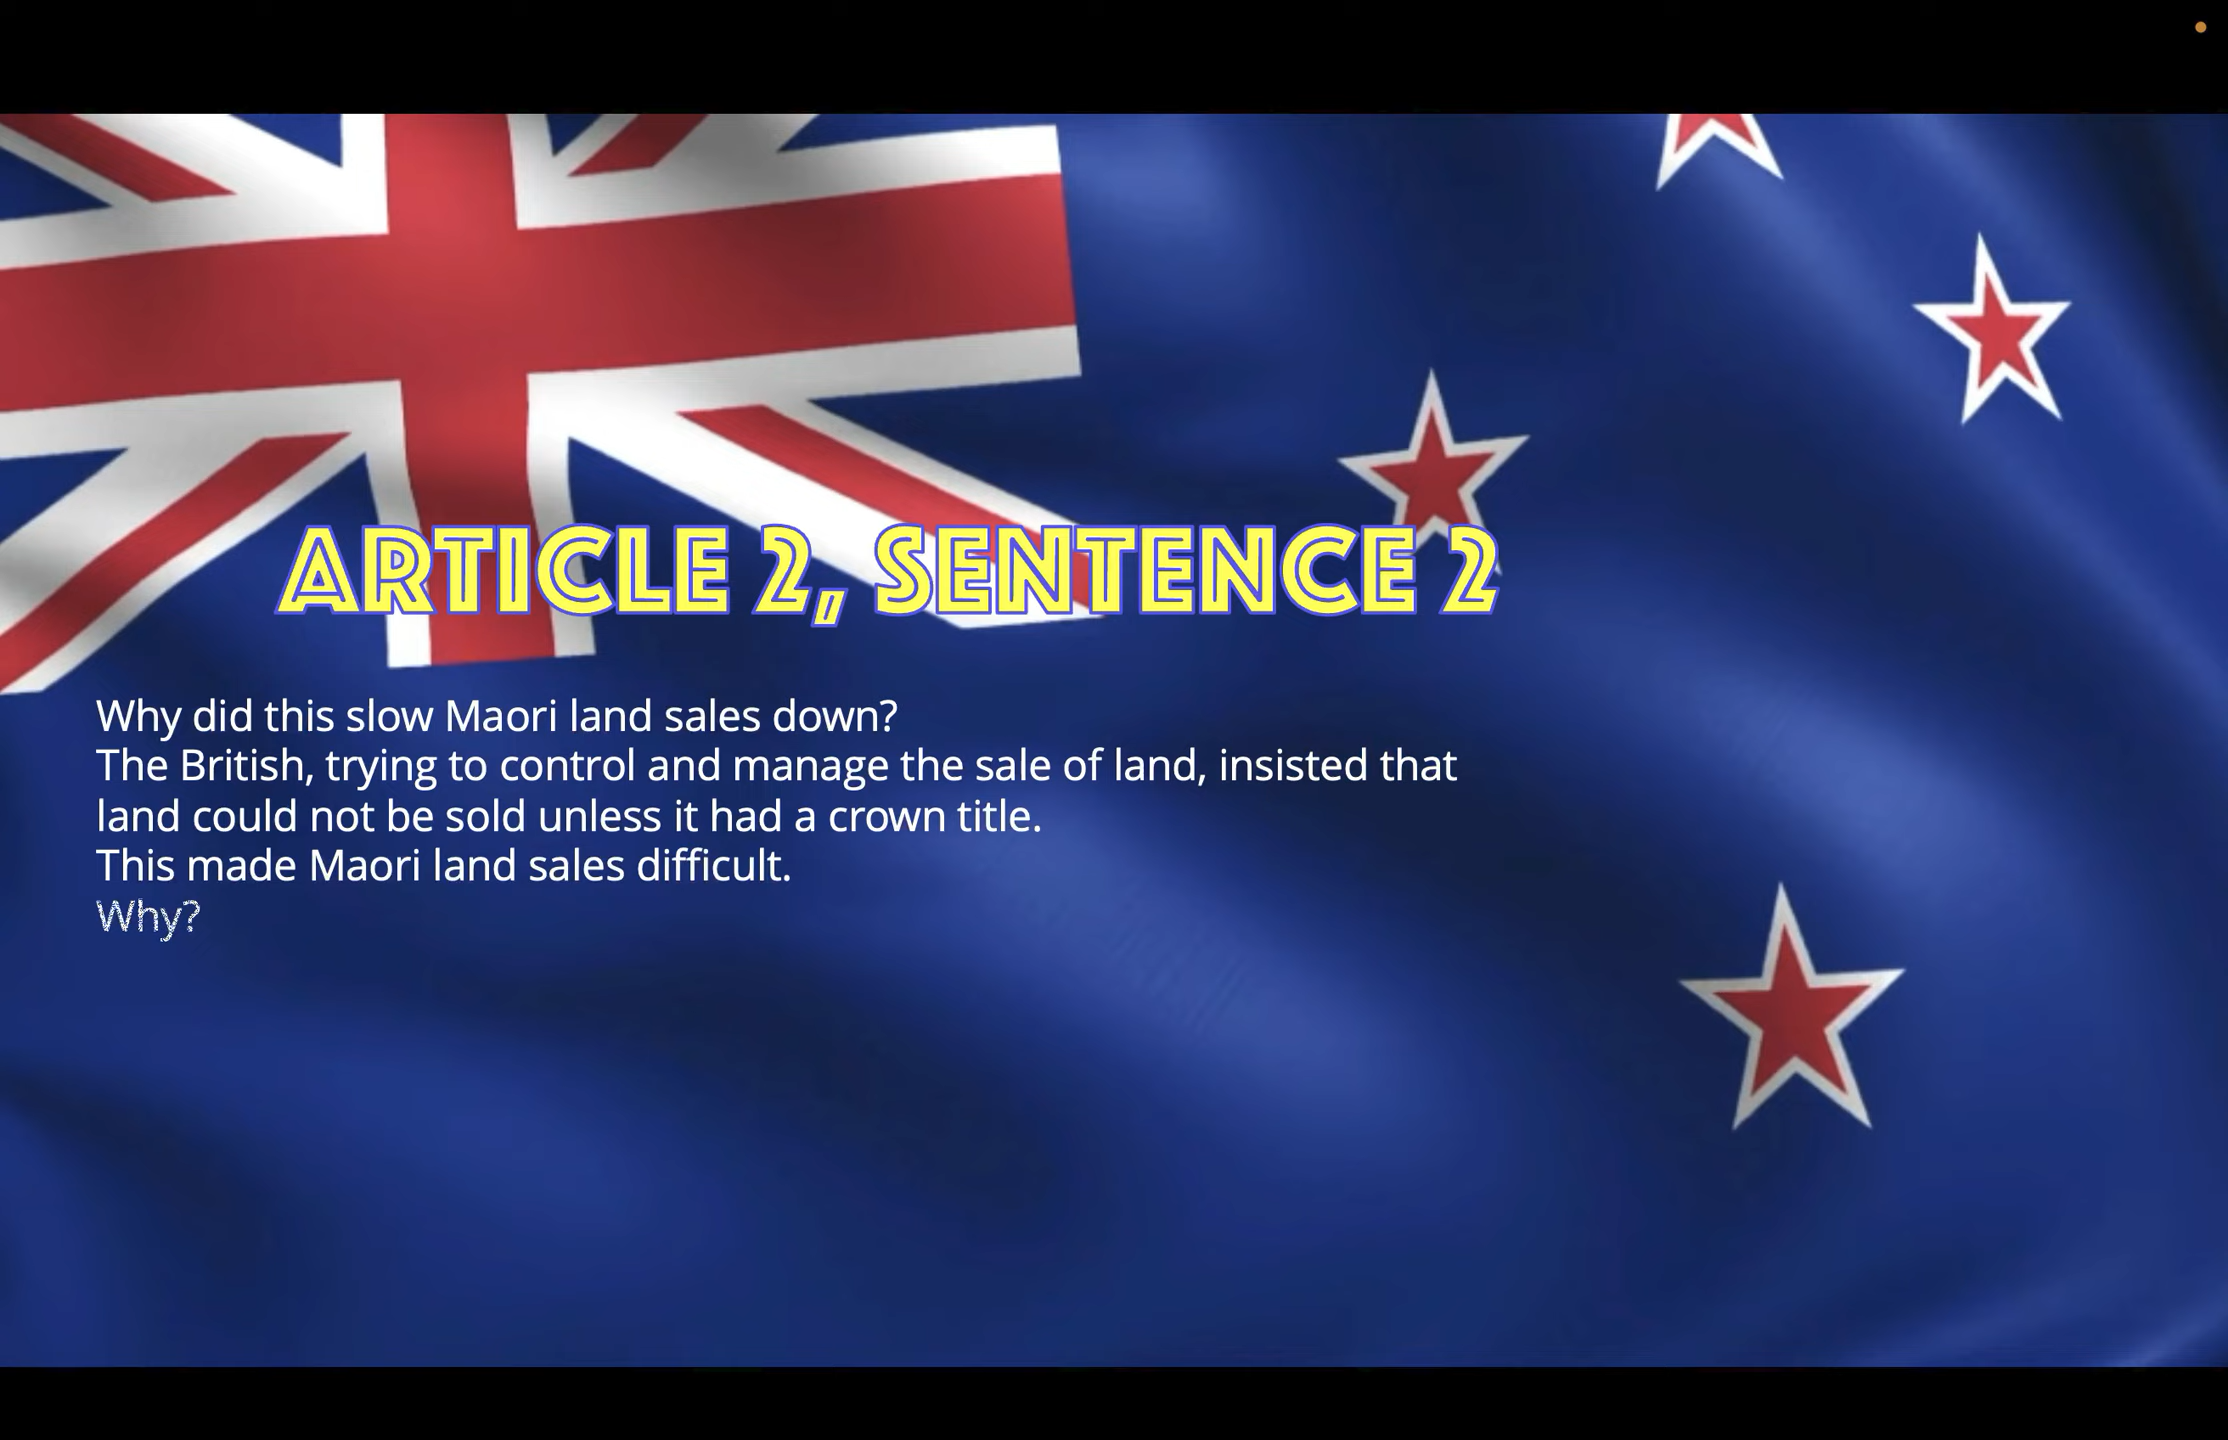 ARTICLE 2, SENTENCE 2
Why did this slow Maori land sales down?
The British, trying to control and manage the sale of land, insisted that
land could not be sold unless it had a crown title.
This made Maori land sales difficult.
Why?